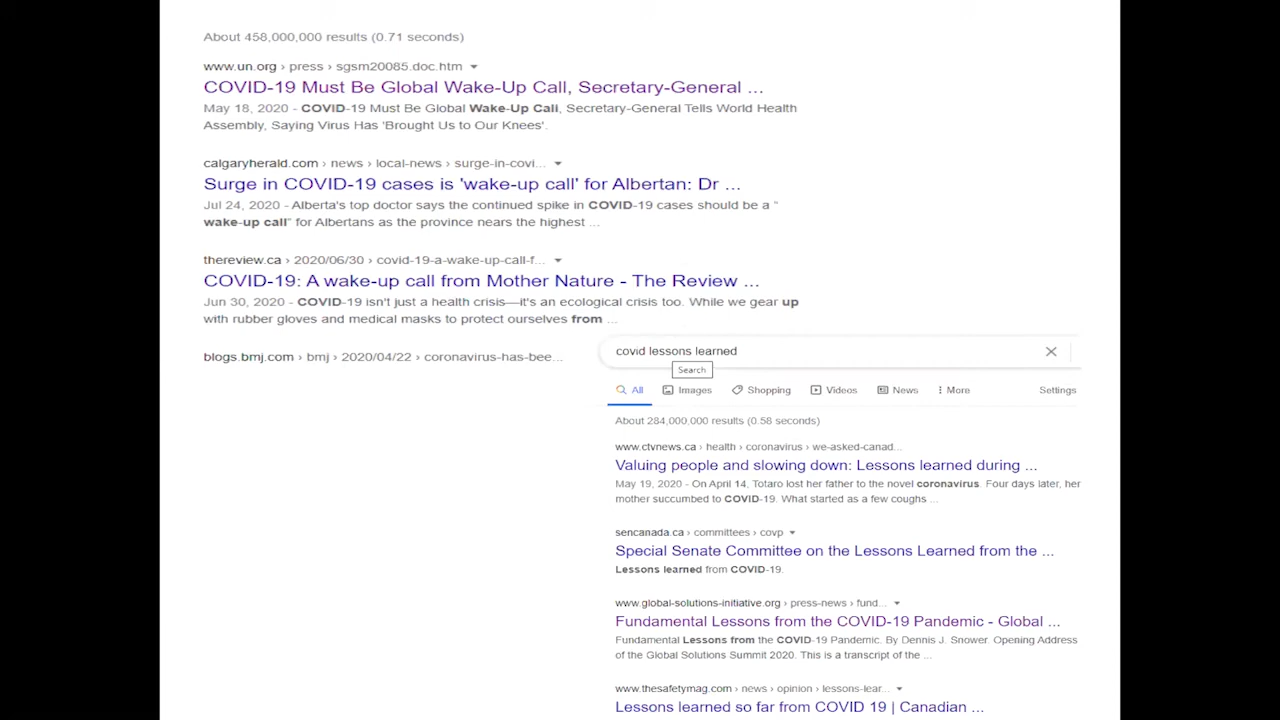 About 458,000,000 results (0.71 seconds)
www.un.org › press › sgsm20085.doc.htm
COVID-19 Must Be Global Wake-Up Call, Secretary-General ...
May 18, 2020 - COVID-19 Must Be Global Wake-Up Call, Secretary-General Tells World Health
Assembly, Saying Virus Has 'Brought Us to Our Knees'.
calgaryherald.com › news › local-news › surge-in-covi...
Surge in COVID-19 cases is 'wake-up call' for Albertan: Dr ...
Jul 24, 2020 - Alberta's top doctor says the continued spike in COVID-19 cases should be a “
wake-up call” for Albertans as the province nears the highest ...
thereview.ca › 2020/06/30 › covid-19-a-wake-up-call-f...
COVID-19: A wake-up call from Mother Nature - The Review ...
Jun 30, 2020 - COVID-19 isn't just a health crisis—it's an ecological crisis too. While we gear up
with rubber gloves and medical masks to protect ourselves from ...
blogs.bmj.com › bmj › 2020/04/22 › coronavirus-has-bee...
covid lessons learned
Search
All Images Shopping Videos News More Settings
About 284,000,000 results (0.58 seconds)
www.ctvnews.ca › health › coronavirus › we-asked-canad...
Valuing people and slowing down: Lessons learned during ...
May 19, 2020 - On April 14, Totaro lost her father to the novel coronavirus. Four days later, her
mother succumbed to COVID-19. What started as a few coughs ...
sencanada.ca › committees › covp
Special Senate Committee on the Lessons Learned from the ...
Lessons learned from COVID-19.
www.global-solutions-initiative.org › press-news › fund...
Fundamental Lessons from the COVID-19 Pandemic - Global ...
Fundamental Lessons from the COVID-19 Pandemic. By Dennis J. Snower. Opening Address
of the Global Solutions Summit 2020. This is a transcript of the ...
www.thesafetymag.com › news › opinion › lessons-lear...
Lessons learned so far from COVID 19 | Canadian ...